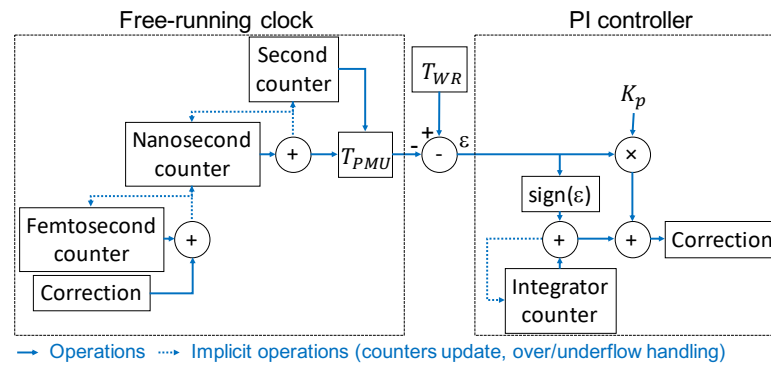 Free-running clock
PI controller
Second
counter
T_WR
K_p
Nanosecond
counter
+
T_PMU
-
+
-
ε
×
sign(ε)
Femtosecond
counter
+
+
+
Correction
Correction
Integrator
counter
Operations
Implicit operations (counters update, over/underflow handling)